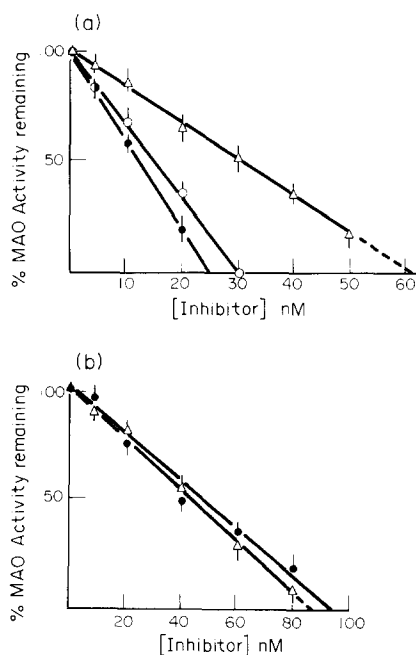 (a)
% MAO Activity remaining
00
50
10 20 30 40 50 60
[Inhibitor] nM
(b)
% MAO Activity remaining
00
50
20 40 60 80 100
[Inhibitor] nM